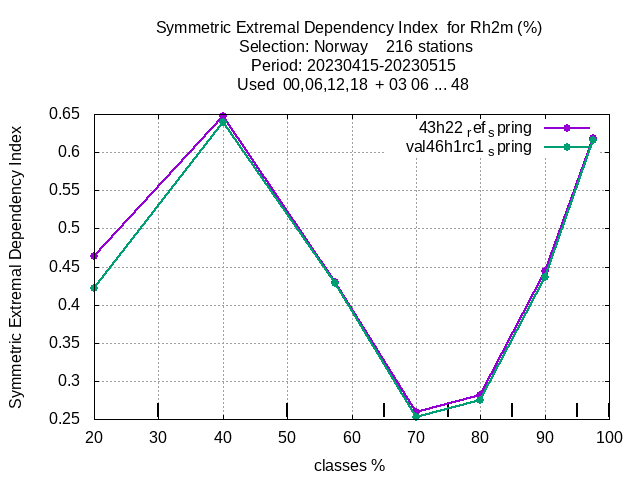 Symmetric Extremal Dependency Index  for Rh2m (%)
Selection: Norway    216 stations
Period: 20230415-20230515
Used  00,06,12,18  + 03 06 ... 48
Symmetric Extremal Dependency Index
0.65
0.6
0.55
0.5
0.45
0.4
0.35
0.3
0.25
43h22 ref spring
val46h1rc1 spring
20 30 40 50 60 70 80 90 100
classes %